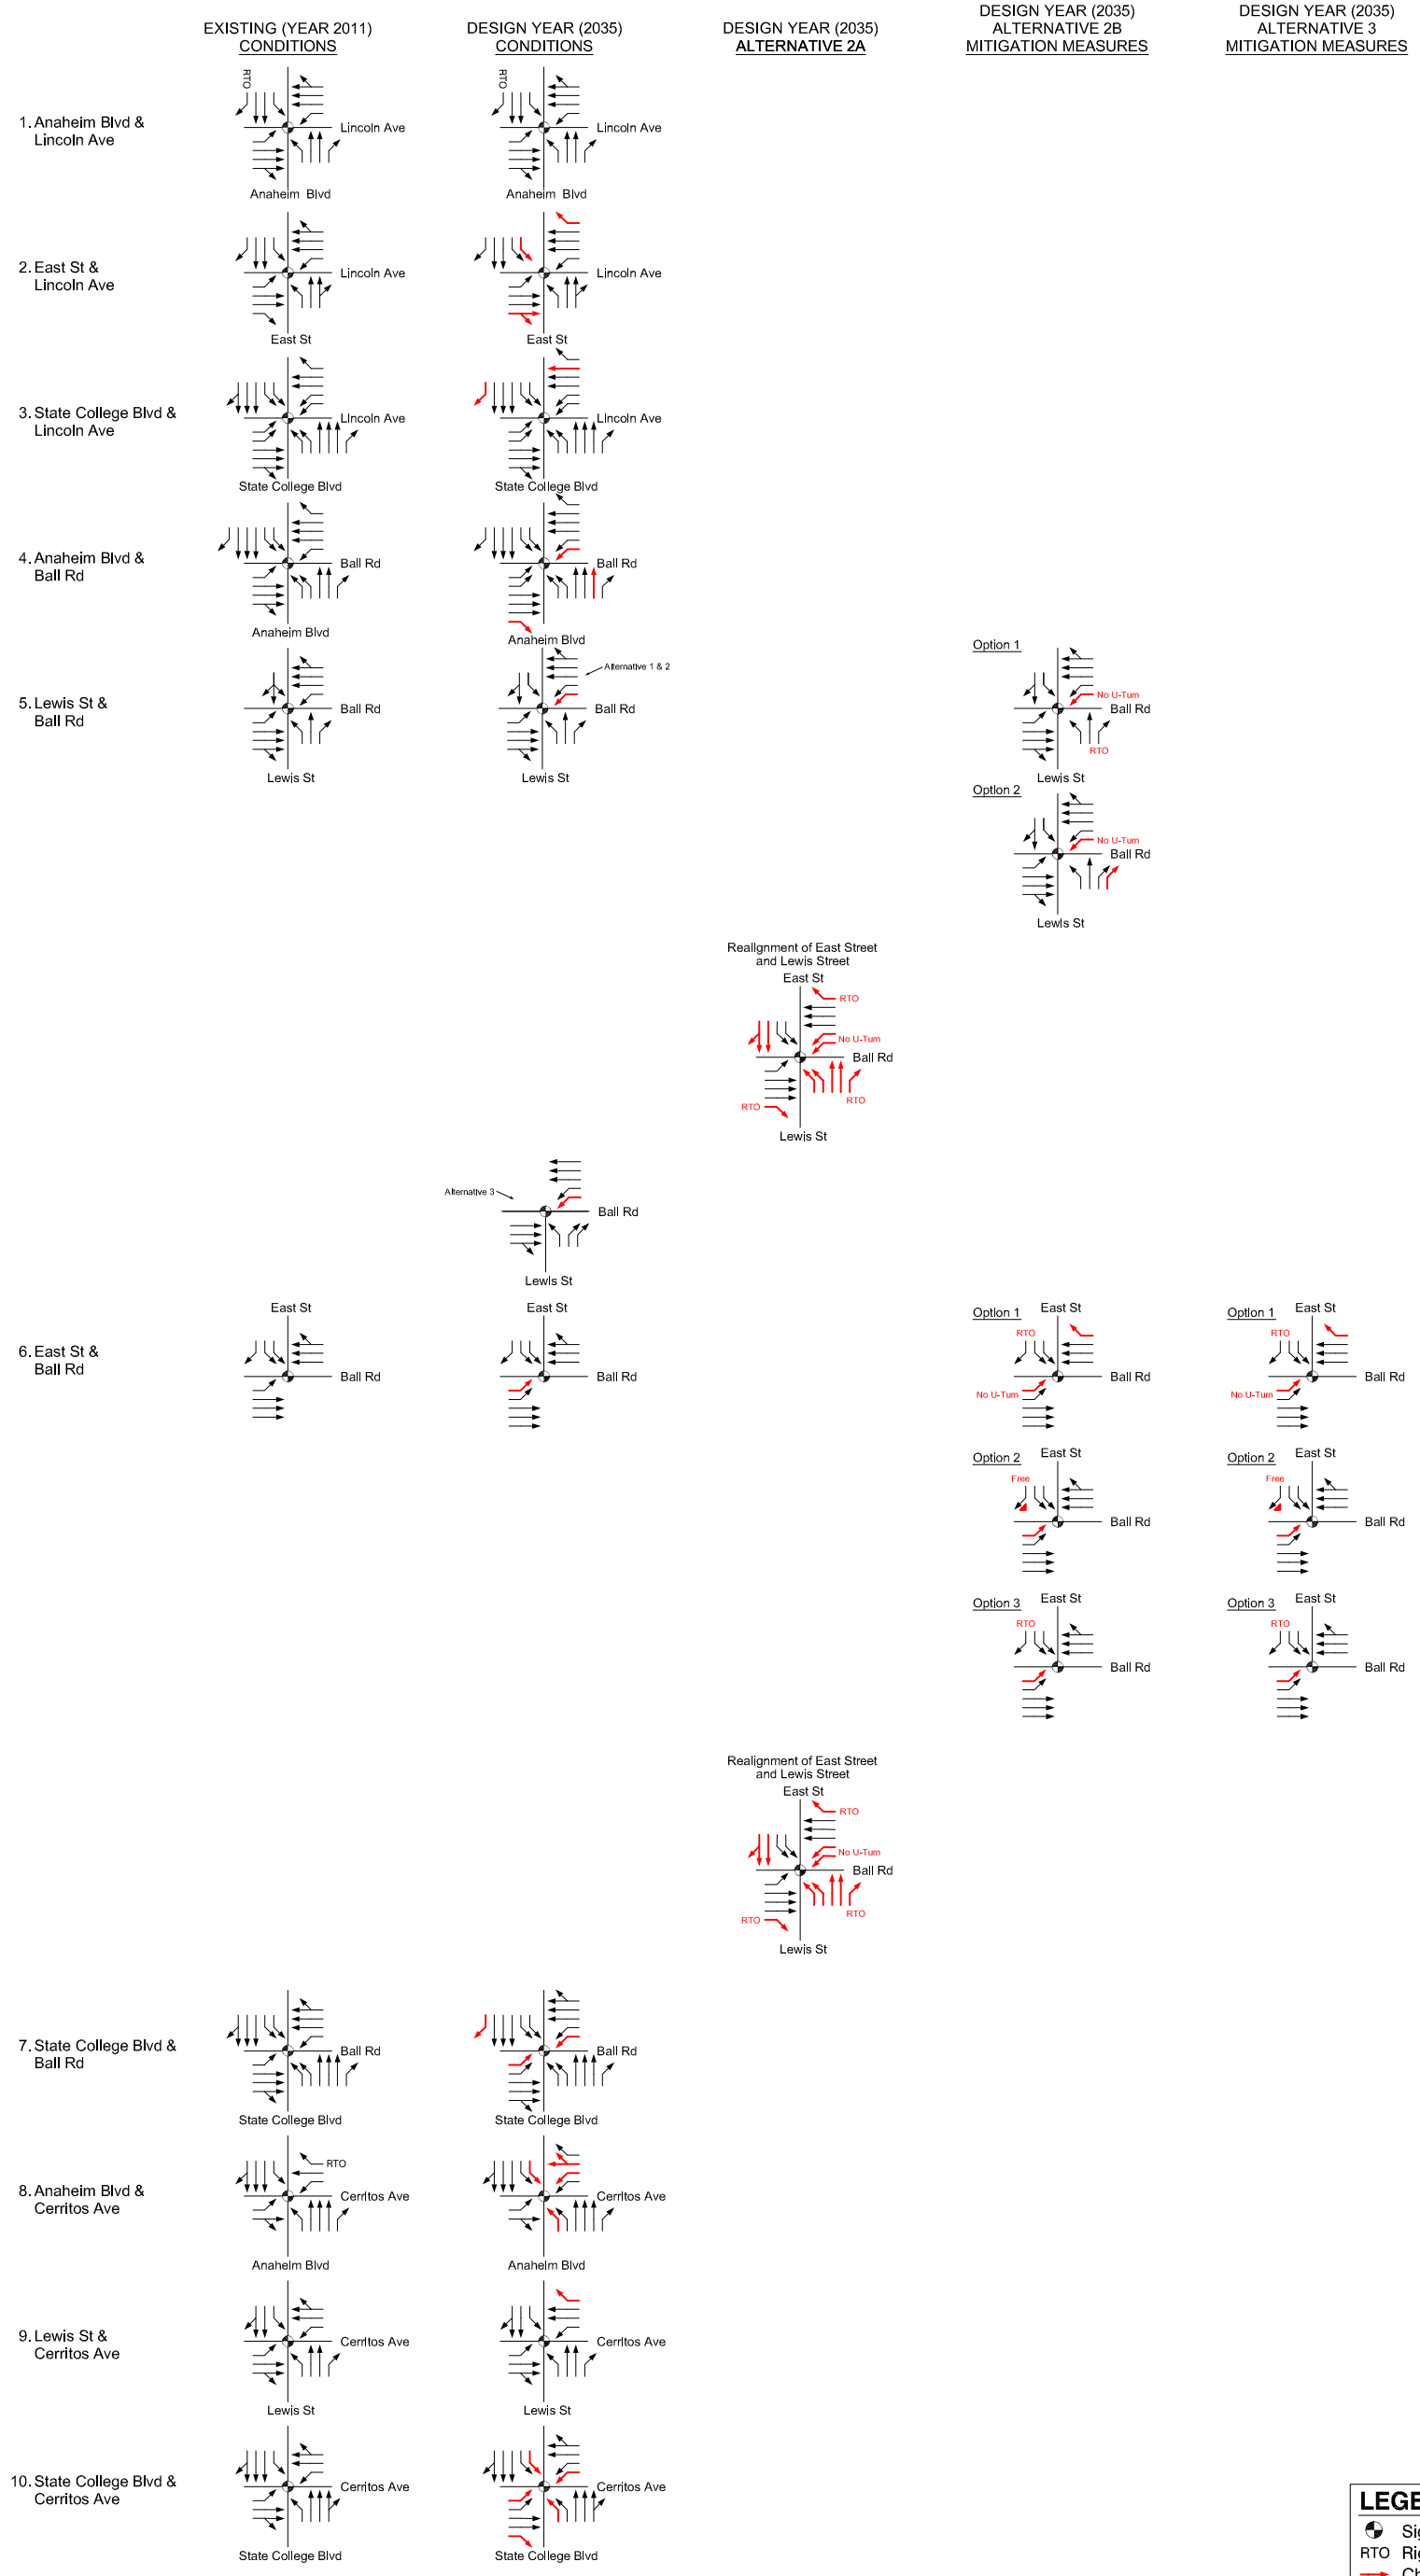 EXISTING (YEAR 2011)
CONDITIONS
DESIGN YEAR (2035)
CONDITIONS
DESIGN YEAR (2035)
ALTERNATIVE 2A
DESIGN YEAR (2035)
ALTERNATIVE 2B
MITIGATION MEASURES
DESIGN YEAR (2035)
ALTERNATIVE 3
MITIGATION MEASURES
1. Anaheim Blvd &
Lincoln Ave
RTO
Lincoln Ave
Anaheim Blvd
RTO
Lincoln Ave
Anaheim Blvd
2. East St &
Lincoln Ave
Lincoln Ave
East St
Lincoln Ave
East St
3. State College Blvd &
Lincoln Ave
Lincoln Ave
State College Blvd
Lincoln Ave
State College Blvd
4. Anaheim Blvd &
Ball Rd
Ball Rd
Anaheim Blvd
Ball Rd
Anaheim Blvd
5. Lewis St &
Ball Rd
Ball Rd
Lewis St
Alternative 1 & 2
Ball Rd
Lewis St
Option 1
No U-Turn
Ball Rd
RTO
Lewis St
Option 2
No U-Turn
Ball Rd
Lewis St
Realignment of East Street
and Lewis Street
East St
RTO
No U-Turn
Ball Rd
RTO
RTO
Lewis St
Alternative 3
Ball Rd
Lewis St
6. East St &
Ball Rd
East St
Ball Rd
East St
Ball Rd
Option 1
East St
RTO
Ball Rd
No U-Turn
Option 1
East St
RTO
Ball Rd
No U-Turn
Option 2
East St
Free
Ball Rd
Option 2
East St
Free
Ball Rd
Option 3
East St
RTO
Ball Rd
Option 3
East St
RTO
Ball Rd
Realignment of East Street
and Lewis Street
East St
RTO
No U-Turn
Ball Rd
RTO
RTO
Lewis St
7. State College Blvd &
Ball Rd
Ball Rd
State College Blvd
Ball Rd
State College Blvd
8. Anaheim Blvd &
Cerritos Ave
RTO
Cerritos Ave
Anaheim Blvd
Cerritos Ave
Anaheim Blvd
9. Lewis St &
Cerritos Ave
Cerritos Ave
Lewis St
Cerritos Ave
Lewis St
10. State College Blvd &
Cerritos Ave
Cerritos Ave
State College Blvd
Cerritos Ave
State College Blvd
RTO